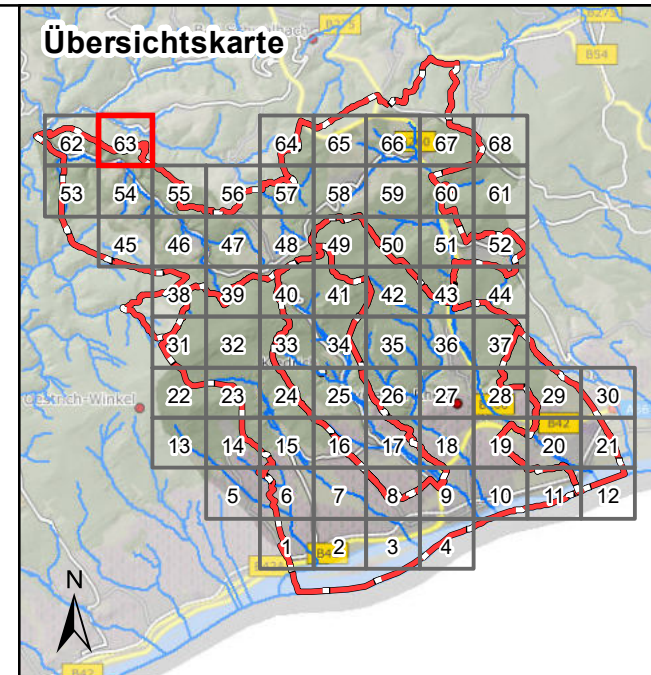 Übersichtskarte
B275
B54
62 63 64 65 66 67 68
53 54 55 56 57 58 59 60 61
45 46 47 48 49 50 51 52
38 39 40 41 42 43 44
31 32 33 34 35 36 37
22 23 24 25 26 27 28 29 30
Oestrich-Winkel
B42
13 14 15 16 17 18 19 20 21
5 6 7 8 9 10 11 12
1 2 3 4
N
B42